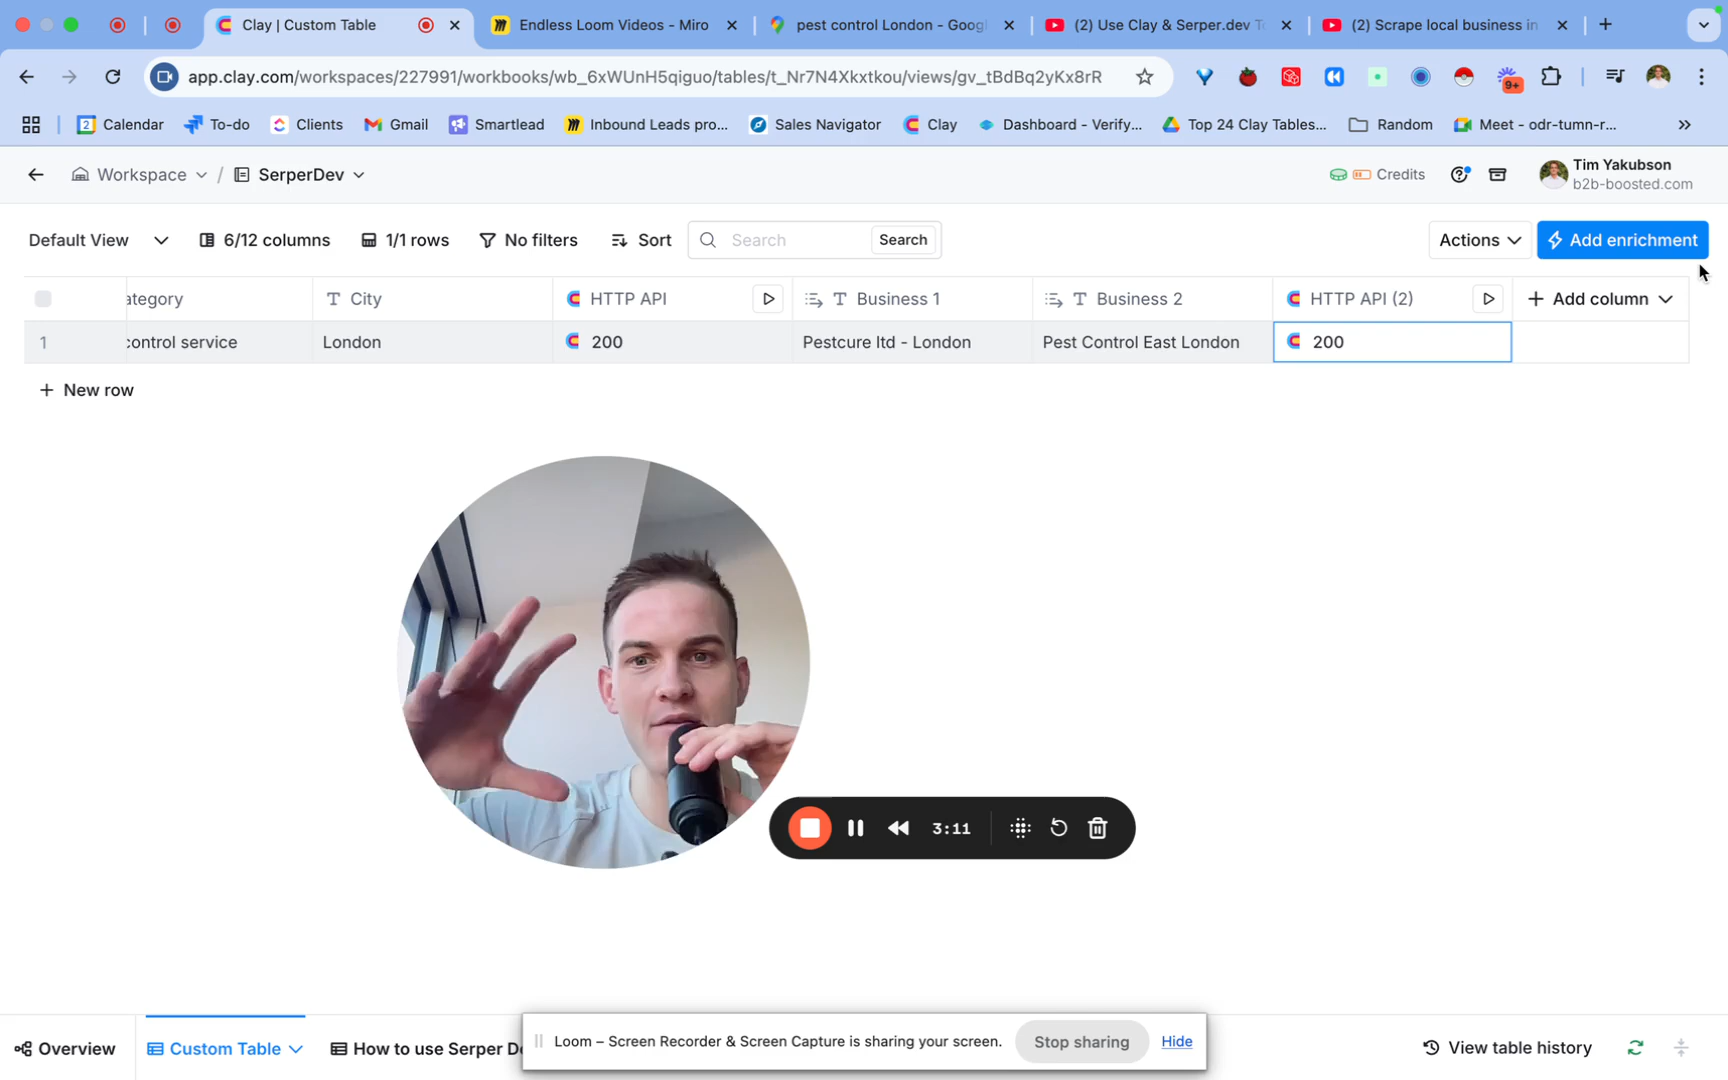 Clay | Custom Table
Endless Loom Videos - Miro
pest control London - Goog
(2) Use Clay & Serper.dev To
(2) Scrape local business in
app.clay.com/workspaces/227991/workbooks/wb_6xWUnH5qiguo/tables/t_Nr7N4Xkxtkou/views/gv_tBdBq2yKx8rR
9+
2 Calendar
To-do
Clients
Gmail
Smartlead
Inbound Leads pro...
Sales Navigator
Clay
Dashboard - Verify,...
Top 24 Clay Tables...
Random
Meet - odr-tumn-r...
Workspace / SerperDev
Credits
Tim Yakubson
b2b-boosted.com
Default View
6/12 columns
1/1 rows
No filters
Sort
Search
Search
Actions
Add enrichment
ategory
City
HTTP API
Business 1
Business 2
HTTP API (2)
Add column
1
control service
London
200
Pestcure ltd - London
Pest Control East London
200
New row
3:11
Overview
Custom Table
How to use Serper De
Loom – Screen Recorder & Screen Capture is sharing your screen.
Stop sharing
Hide
View table history